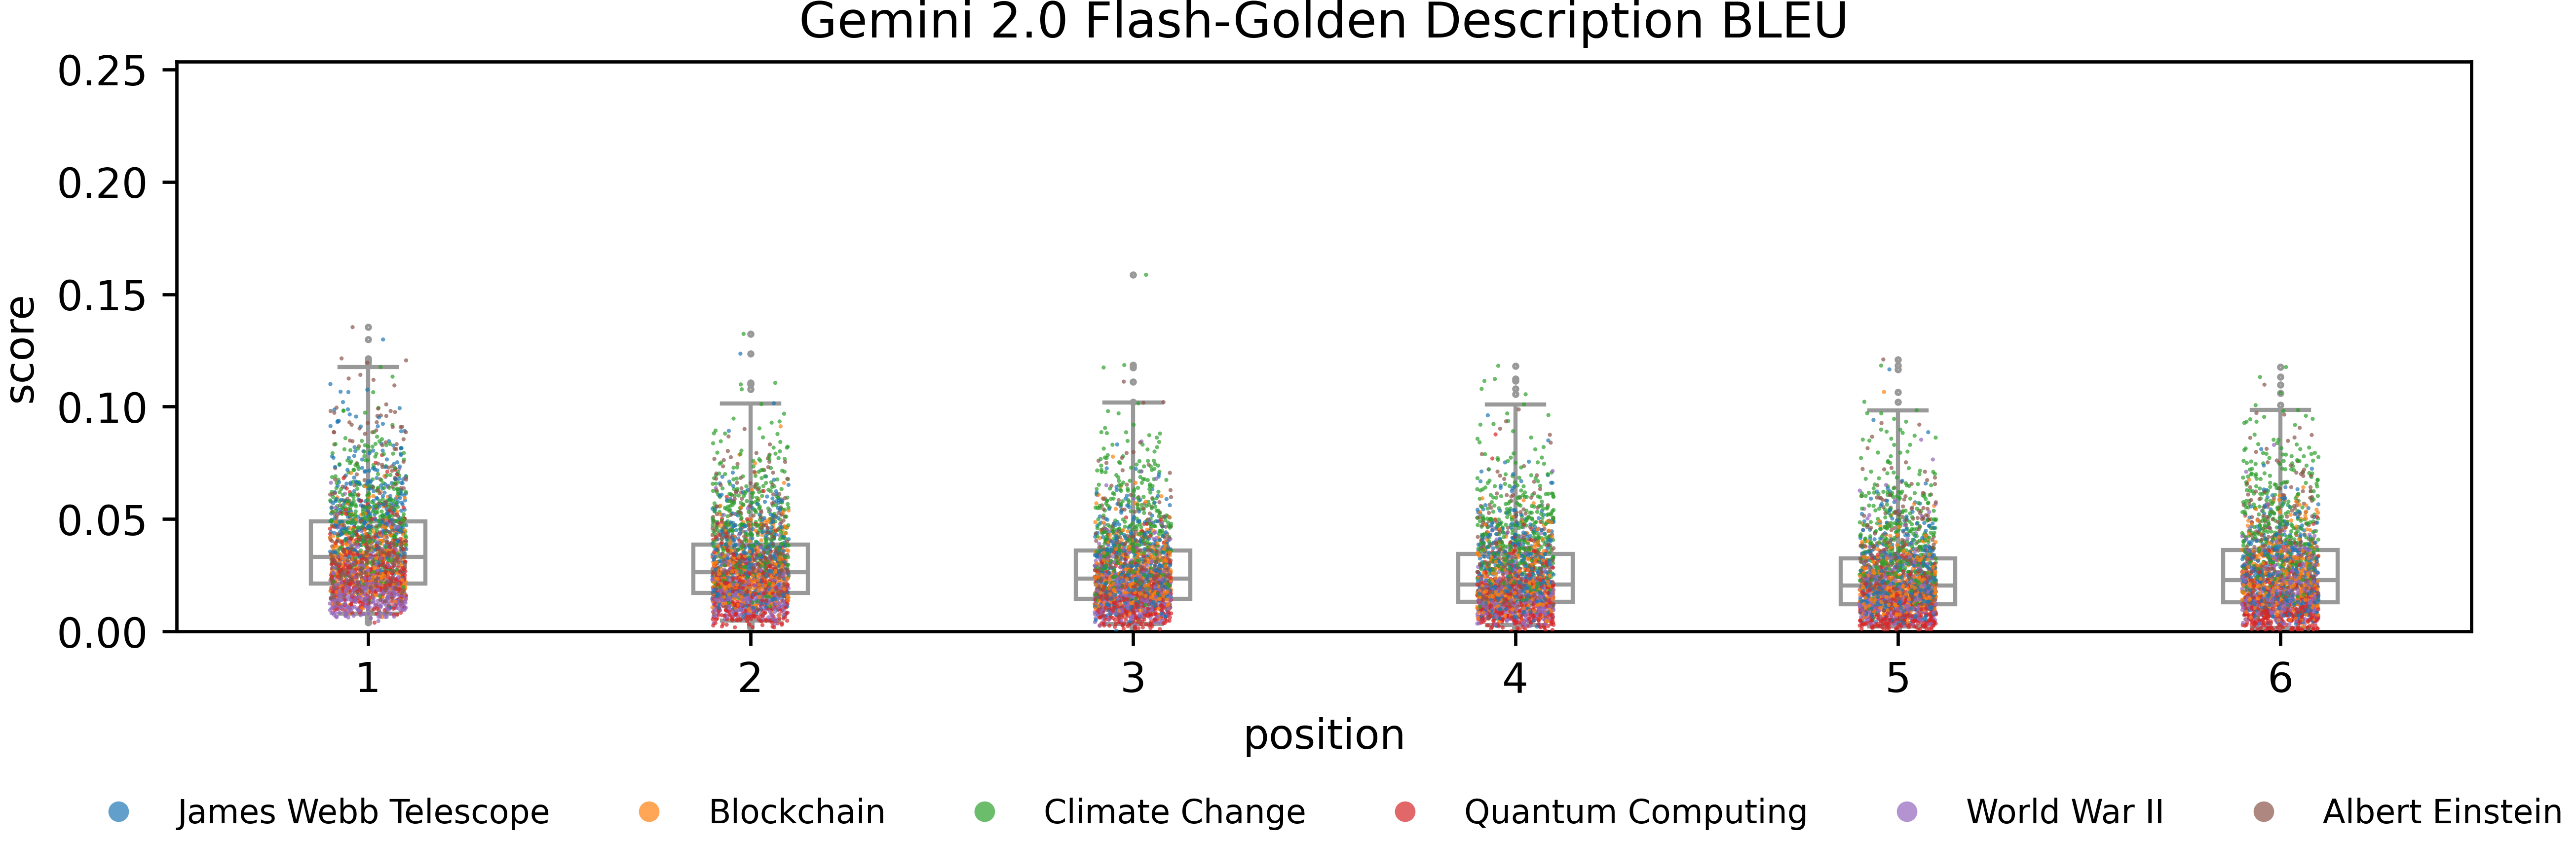 Gemini 2.0 Flash-Golden Description BLEU
0.25
0.20
0.15
0.10
0.05
0.00
score
1 2 3 4 5 6
position
James Webb Telescope Blockchain Climate Change Quantum Computing World War II Albert Einstein